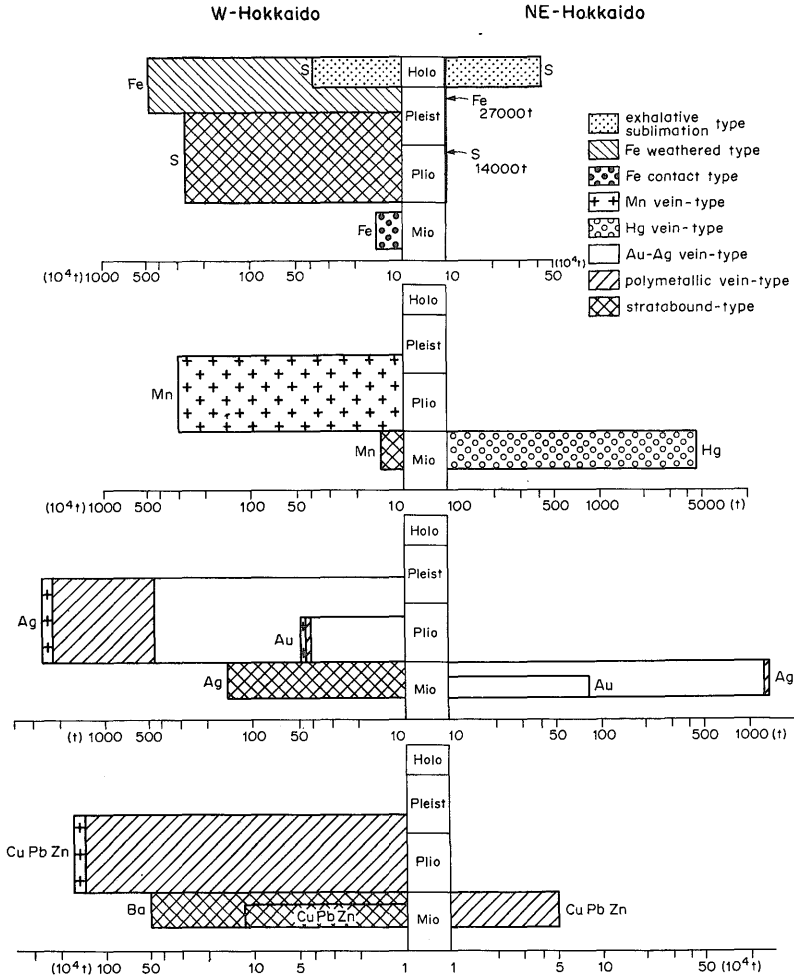 W-Hokkaido NE-Hokkaido
Fe S Holo S
Pleist Fe
27000t
S Plio S
14000t
Fe Mio
(10⁴t) 1000 500 100 50 10 10 50 (10⁴t)
exhalative
sublimation type
Fe weathered type
Fe contact type
Mn vein-type
Hg vein-type
Au-Ag vein-type
polymetallic vein-type
stratabound-type
Holo
Pleist
Mn Plio
Mn Mio Hg
(10⁴t) 1000 500 100 50 10 100 500 1000 5000 (t)
Holo
Pleist
Ag Au Plio
Ag Mio Au Ag
(t) 1000 500 100 50 10 10 50 100 500 1000 (t)
Holo
Pleist
Cu Pb Zn Plio
Ba Cu Pb Zn Mio Cu Pb Zn
(10⁴t) 100 50 10 5 1 1 5 10 50 (10⁴t)